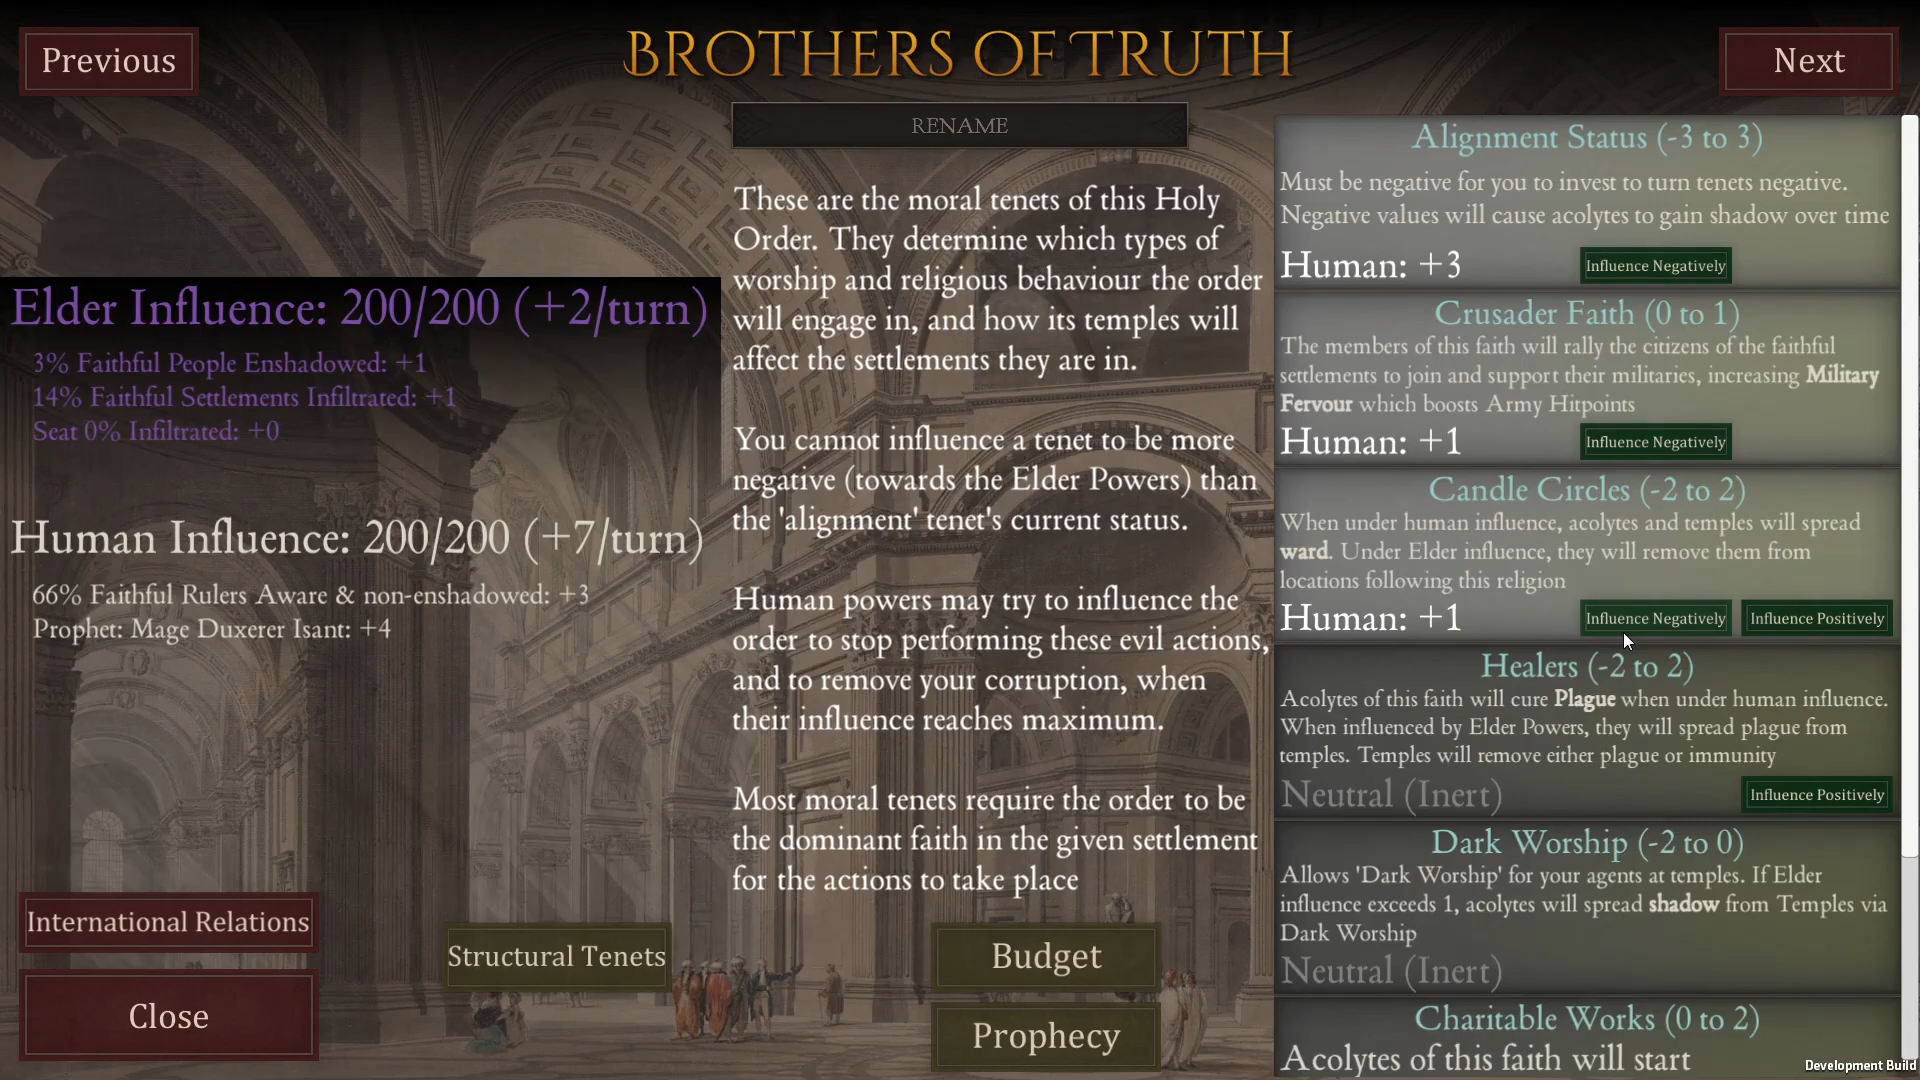 Previous
BROTHERS OF TRUTH
Next
RENAME
Elder Influence: 200/200 (+2/turn)
3% Faithful People Enshadowed: +1
14% Faithful Settlements Infiltrated: +1
Seat 0% Infiltrated: +0
Human Influence: 200/200 (+7/turn)
66% Faithful Rulers Aware & non-enshadowed: +3
Prophet: Mage Duxerer Isant: +4
International Relations
Close
Structural Tenets
These are the moral tenets of this Holy
Order. They determine which types of
worship and religious behaviour the order
will engage in, and how its temples will
affect the settlements they are in.
You cannot influence a tenet to be more
negative (towards the Elder Powers) than
the 'alignment' tenet's current status.
Human powers may try to influence the
order to stop performing these evil actions,
and to remove your corruption, when
their influence reaches maximum.
Most moral tenets require the order to be
the dominant faith in the given settlement
for the actions to take place
Budget
Prophecy
Alignment Status (-3 to 3)
Must be negative for you to invest to turn tenets negative.
Negative values will cause acolytes to gain shadow over time
Human: +3
Influence Negatively
Crusader Faith (0 to 1)
The members of this faith will rally the citizens of the faithful
settlements to join and support their militaries, increasing Military
Fervour which boosts Army Hitpoints
Human: +1
Influence Negatively
Candle Circles (-2 to 2)
When under human influence, acolytes and temples will spread
ward. Under Elder influence, they will remove them from
locations following this religion
Human: +1
Influence Negatively
Influence Positively
Healers (-2 to 2)
Acolytes of this faith will cure Plague when under human influence.
When influenced by Elder Powers, they will spread plague from
temples. Temples will remove either plague or immunity
Neutral (Inert)
Influence Positively
Dark Worship (-2 to 0)
Allows 'Dark Worship' for your agents at temples. If Elder
influence exceeds 1, acolytes will spread shadow from Temples via
Dark Worship
Neutral (Inert)
Charitable Works (0 to 2)
Acolytes of this faith will start
Development Build